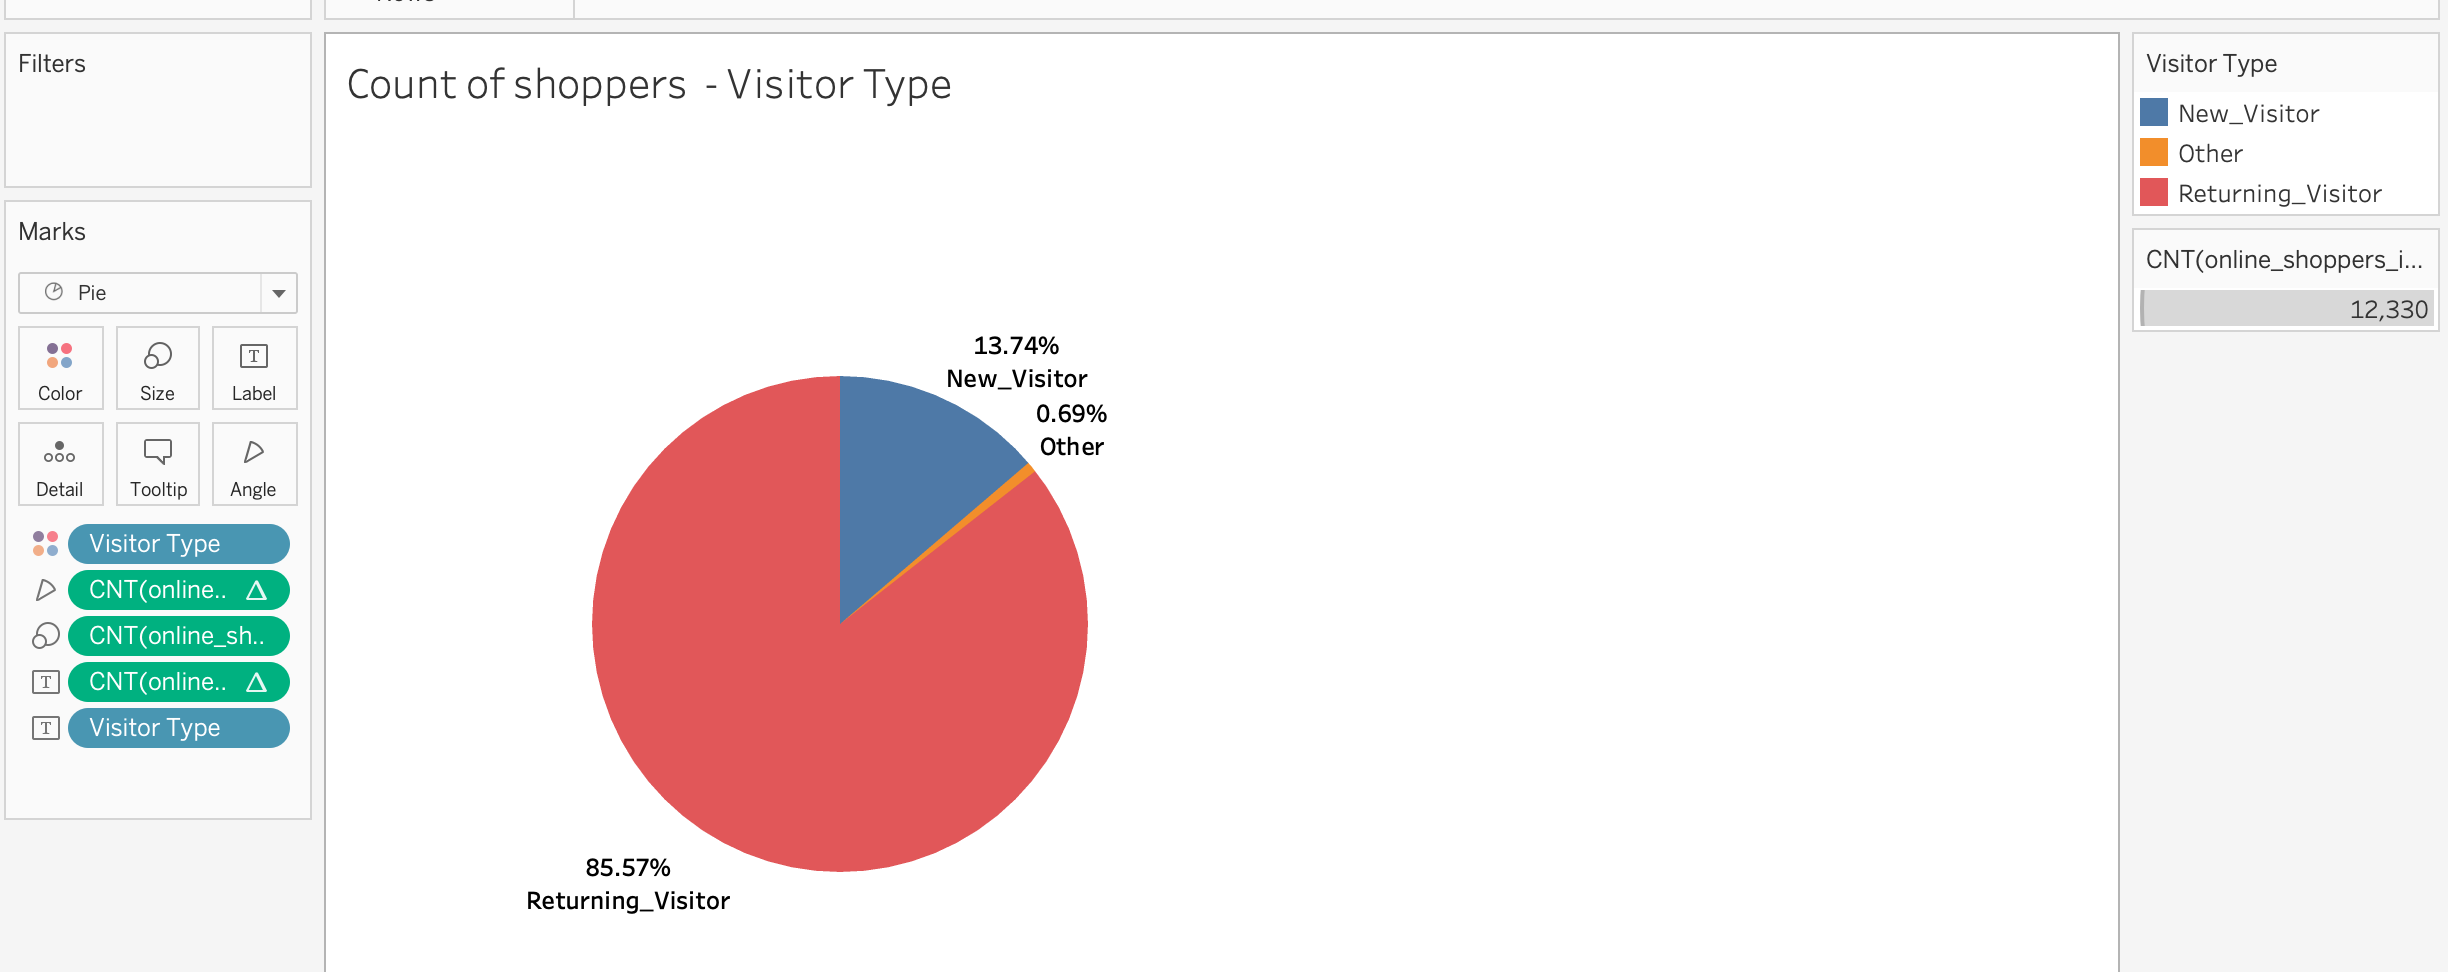 Filters
Marks
Pie
Color
Size
Label
Detail
Tooltip
Angle
Visitor Type
CNT(online..
CNT(online_sh..
CNT(online..
Visitor Type
Count of shoppers - Visitor Type
13.74%
New_Visitor
0.69%
Other
85.57%
Returning_Visitor
Visitor Type
New_Visitor
Other
Returning_Visitor
CNT(online_shoppers_i...
12,330